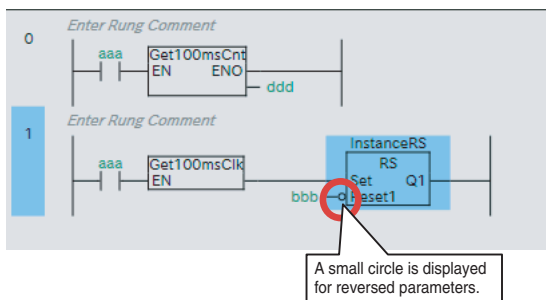 Enter Rung Comment
0
aaa
Get100msCnt
EN ENO
ddd
Enter Rung Comment
1
InstanceRS
aaa
Get100msClk
RS
EN
Set Q1
bbb
Reset1
A small circle is displayed
for reversed parameters.